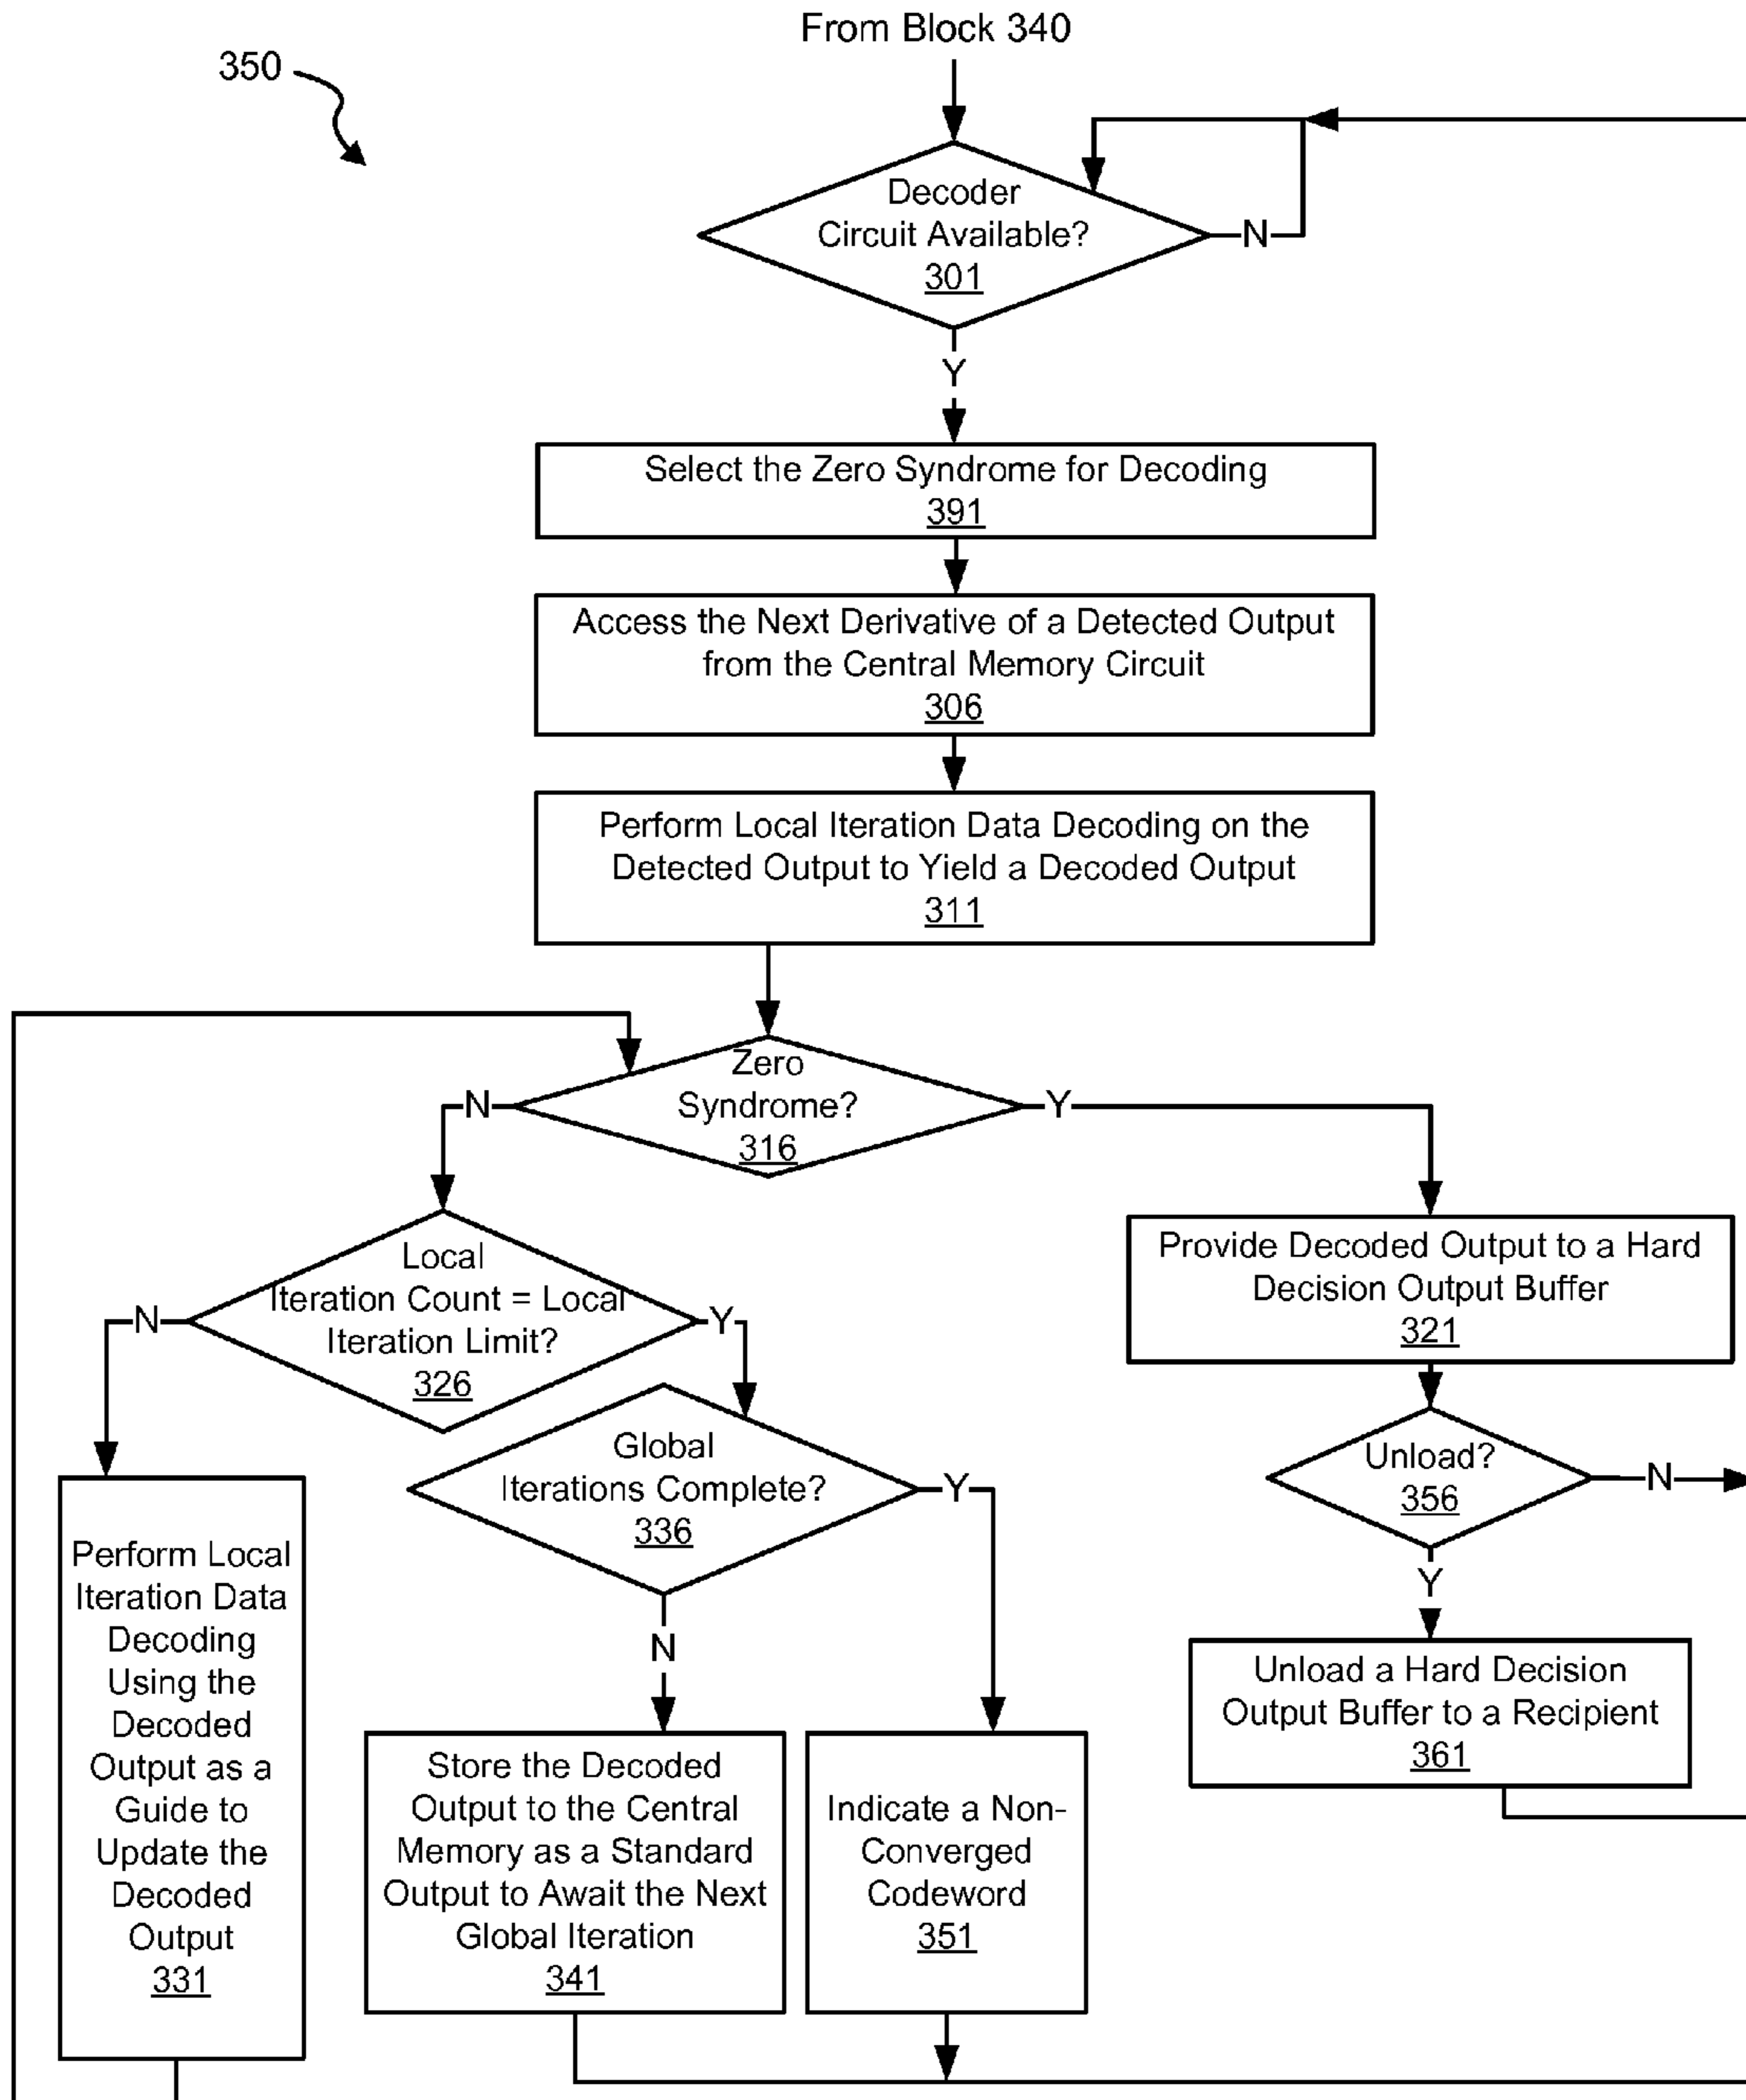 From Block 340
350
Decoder
Circuit Available?
301
N
Y
Select the Zero Syndrome for Decoding
391
Access the Next Derivative of a Detected Output
from the Central Memory Circuit
306
Perform Local Iteration Data Decoding on the
Detected Output to Yield a Decoded Output
311
Zero
Syndrome?
316
N
Y
Local
Iteration Count = Local
Iteration Limit?
326
N
Y
Provide Decoded Output to a Hard
Decision Output Buffer
321
Global
Iterations Complete?
336
Y
N
Unload?
356
N
Y
Perform Local
Iteration Data
Decoding
Using the
Decoded
Output as a
Guide to
Update the
Decoded
Output
331
Store the Decoded
Output to the Central
Memory as a Standard
Output to Await the Next
Global Iteration
341
Indicate a Non-
Converged
Codeword
351
Unload a Hard Decision
Output Buffer to a Recipient
361